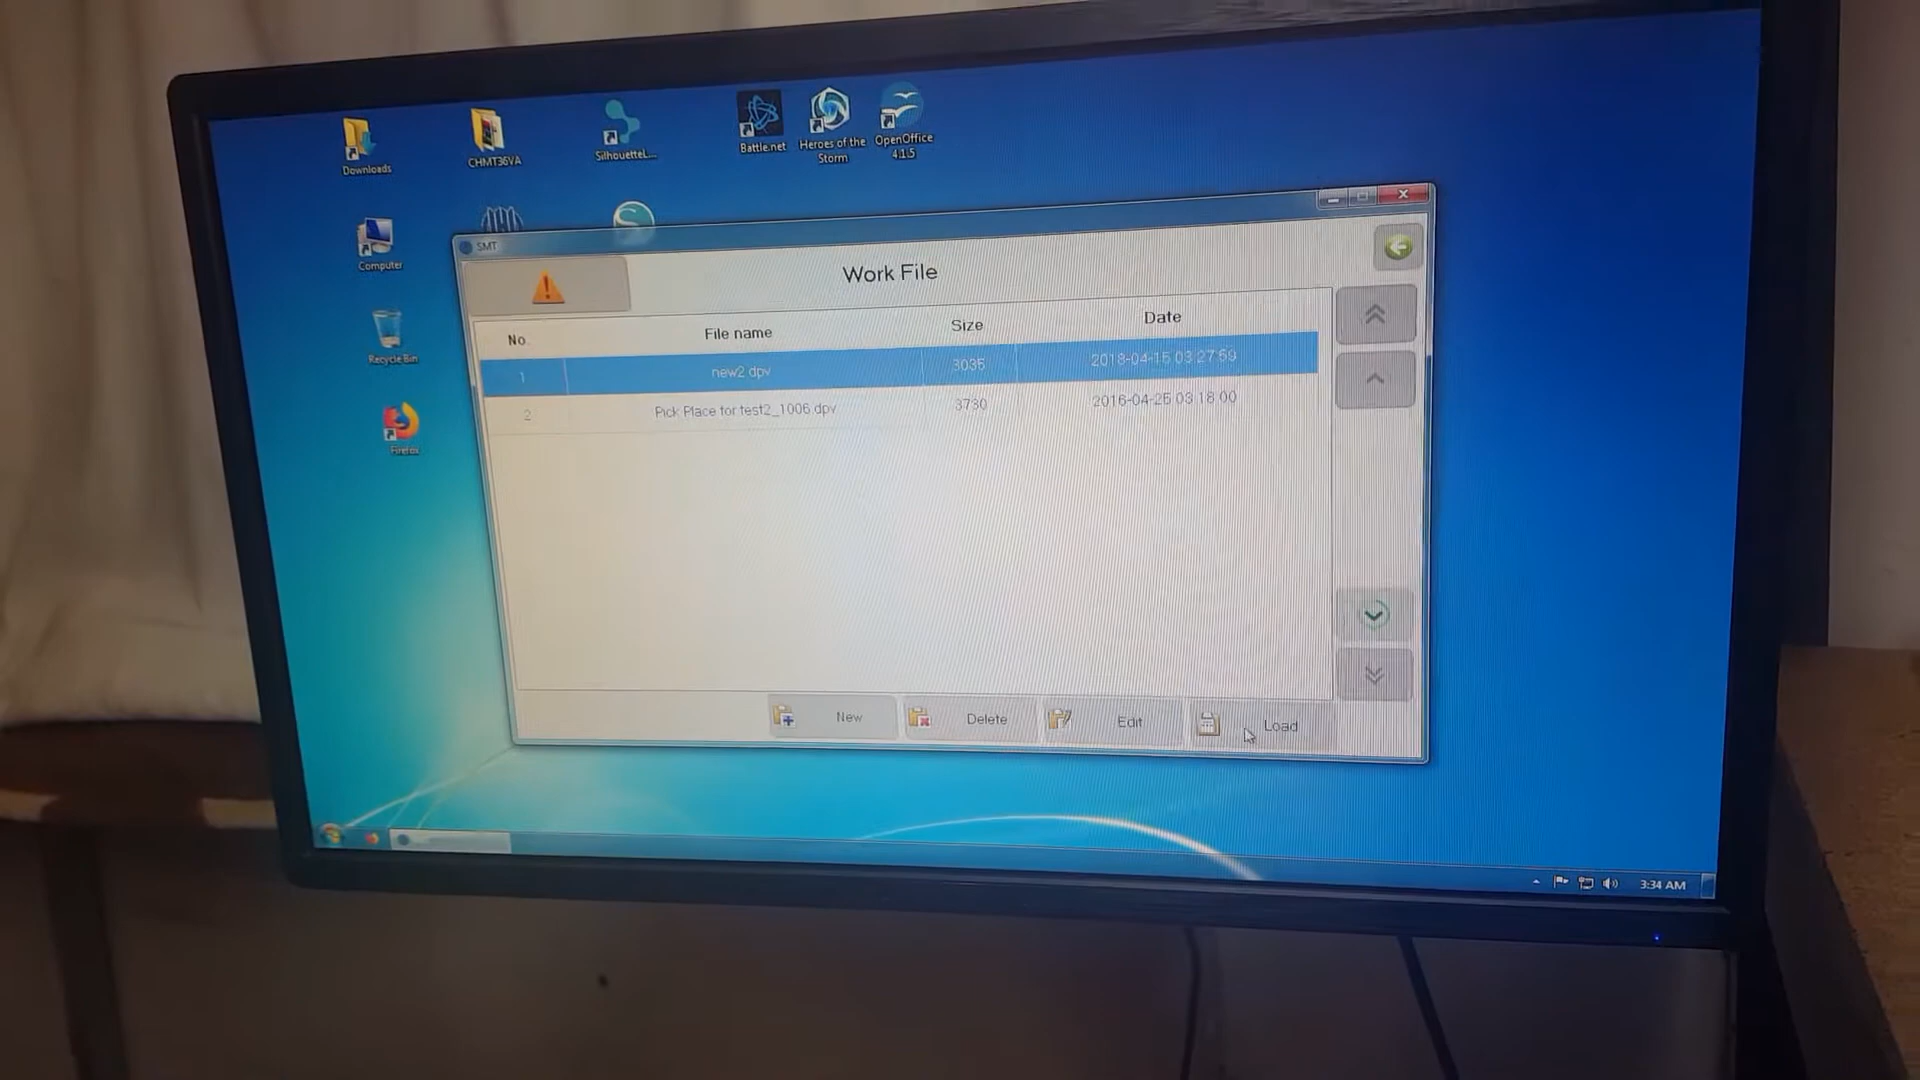 Downloads
CHMT36VA
SilhouetteL...
Battle.net
Heroes of the
Storm
OpenOffice
4.1.5
Computer
Recycle Bin
Firefox
SMT
Work File
No.
File name
Size
Date
1
new2.dpv
3035
2018-04-15 03:27:59
2
Pick Place for test2_1006.dpv
3730
2016-04-25 03:18:00
New
Delete
Edit
Load
3:34 AM